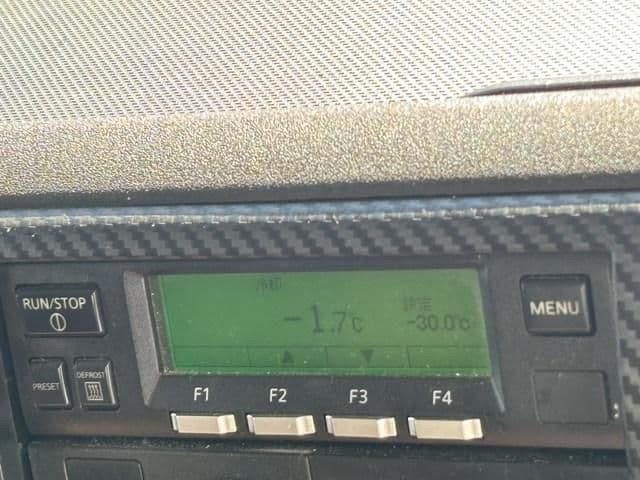 冷却
RUN/STOP
-1.7℃
設定
-30.0℃
MENU
▲ ▼
PRESET
DEFROST
F1 F2 F3 F4